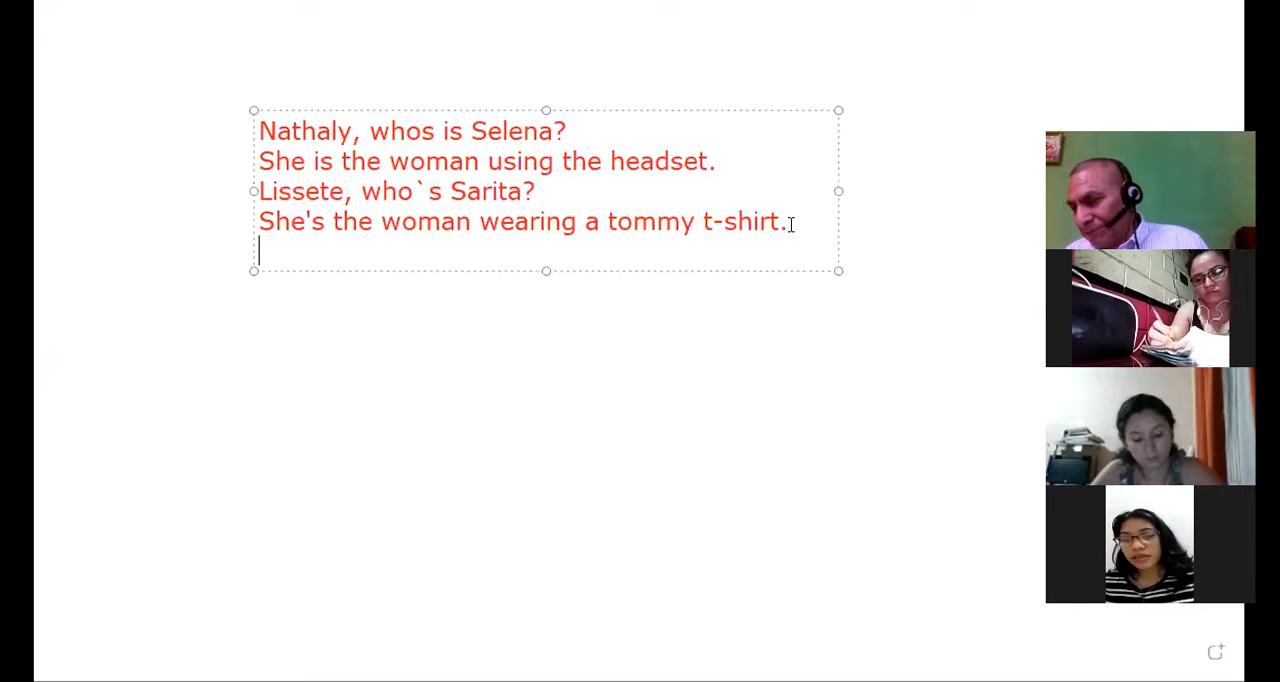 Nathaly, whos is Selena?
She is the woman using the headset.
Lissete, who`s Sarita?
She's the woman wearing a tommy t-shirt.